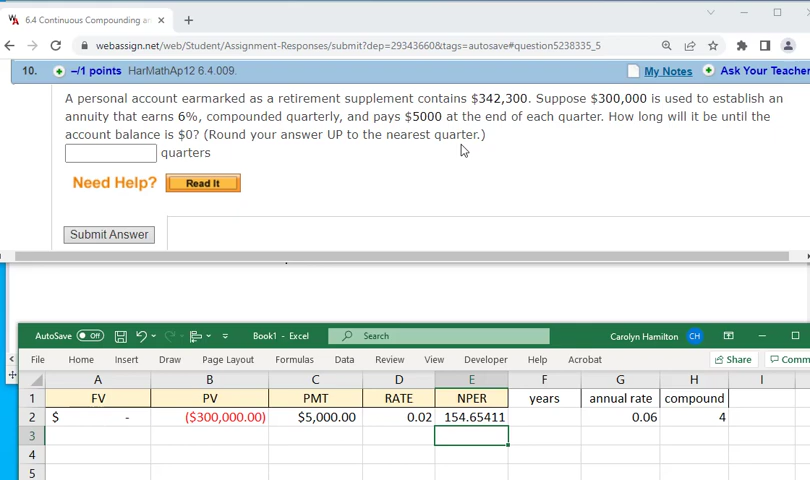 6.4 Continuous Compounding an
webassign.net/web/Student/Assignment-Responses/submit?dep=29343660&tags=autosave#question5238335_5
10. –/1 points HarMathAp12 6.4.009. My Notes Ask Your Teacher
A personal account earmarked as a retirement supplement contains $342,300. Suppose $300,000 is used to establish an
annuity that earns 6%, compounded quarterly, and pays $5000 at the end of each quarter. How long will it be until the
account balance is $0? (Round your answer UP to the nearest quarter.)
quarters
Need Help? Read It
Submit Answer
AutoSave Off Book1 - Excel Search Carolyn Hamilton CH
File Home Insert Draw Page Layout Formulas Data Review View Developer Help Acrobat Share Comm
A B C D E F G H I
1 FV PV PMT RATE NPER years annual rate compound
2 $ - ($300,000.00) $5,000.00 0.02 154.65411 0.06 4
3
4
5